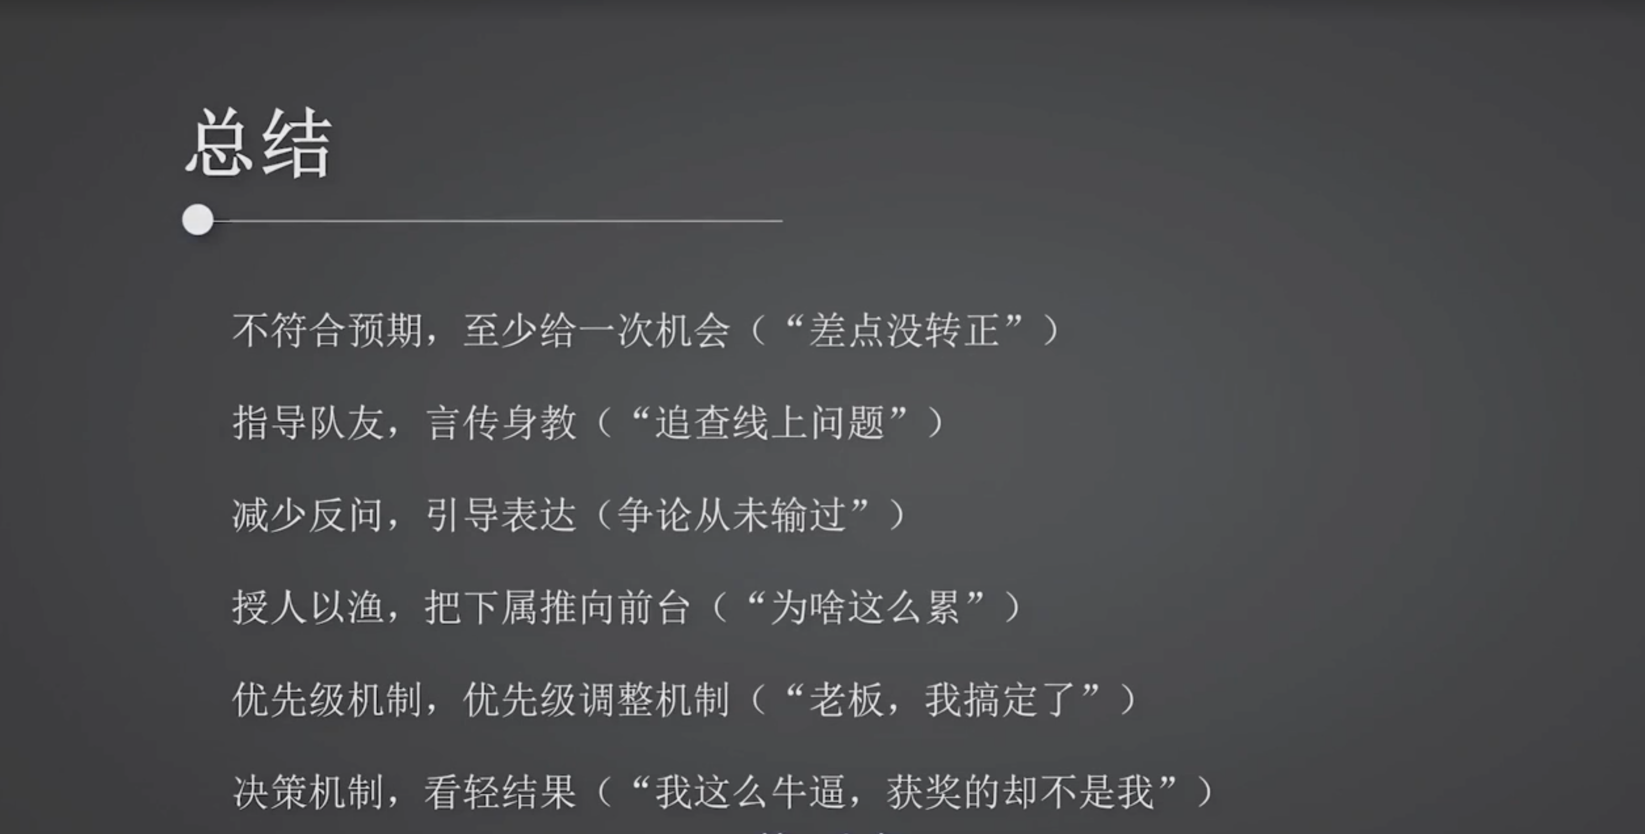 总结
不符合预期，至少给一次机会（“差点没转正”）
指导队友，言传身教（“追查线上问题”）
减少反问，引导表达（争论从未输过”）
授人以渔，把下属推向前台（“为啥这么累”）
优先级机制，优先级调整机制（“老板，我搞定了”）
决策机制，看轻结果（“我这么牛逼，获奖的却不是我”）